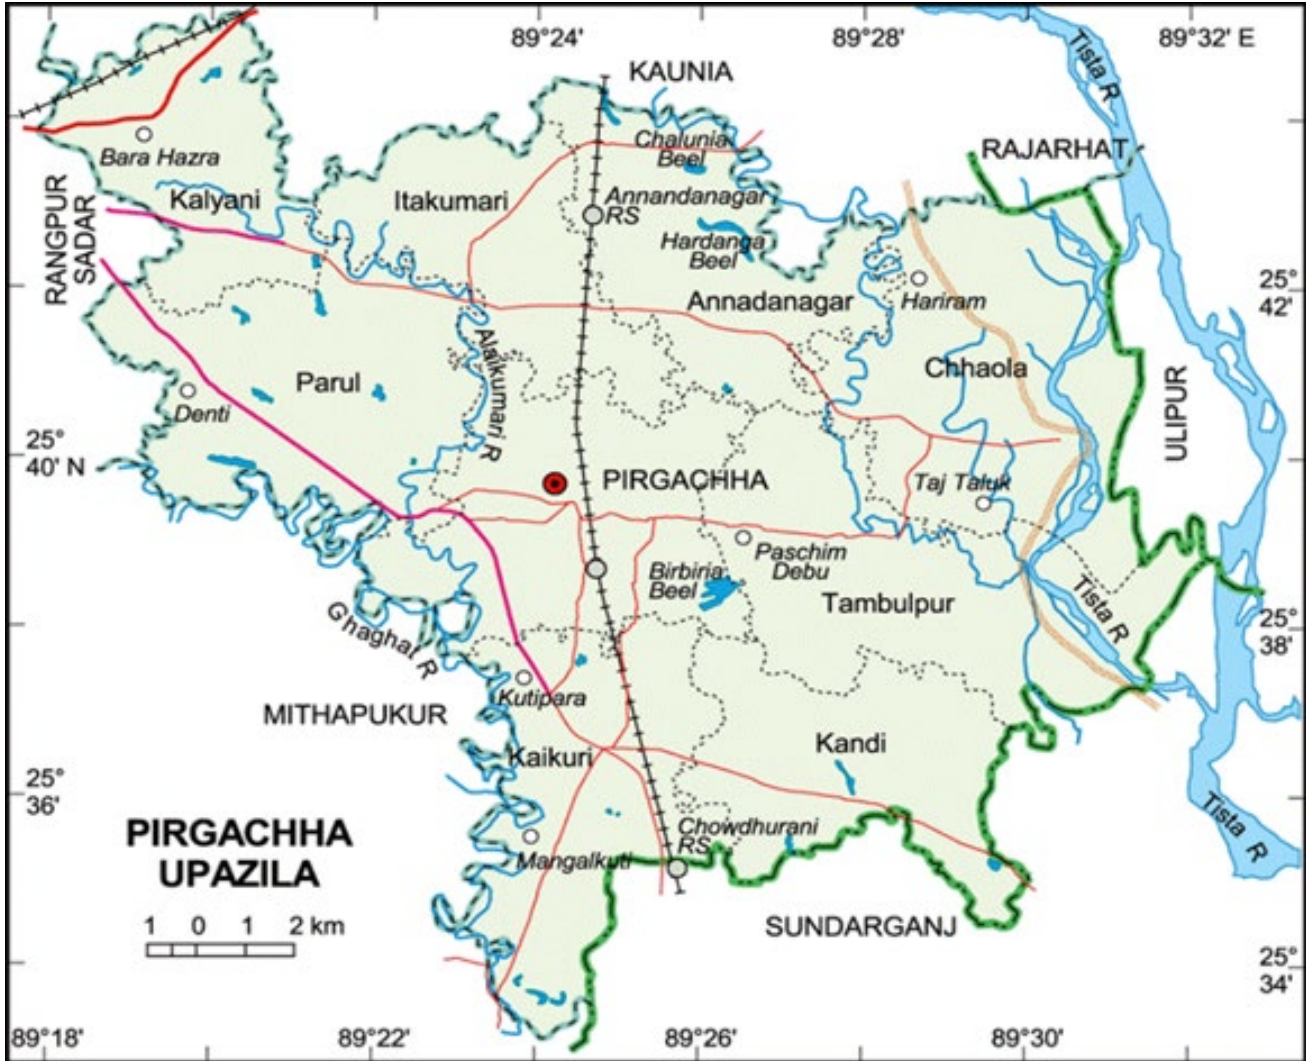 89°24'
89°28'
89°32' E
KAUNIA
Tista R
Bara Hazra
Chalunia
Beel
RAJARHAT
Kalyani
Itakumari
Annandanagar
RS
RANGPUR
SADAR
Hardanga
Beel
25°
42'
Annadanagar
Hariram
Alaikumari R
Parul
Chhaola
ULIPUR
Denti
25°
40' N
PIRGACHHA
Taj Taluk
Paschim
Debu
Birbiria
Beel
Tambulpur
Tista R
25°
38'
Ghaghat R
Kutipara
MITHAPUKUR
Kaikuri
Kandi
25°
36'
PIRGACHHA
UPAZILA
Chowdhurani
RS
Mangalkuti
Tista R
1 0 1 2 km
SUNDARGANJ
25°
34'
89°18'
89°22'
89°26'
89°30'